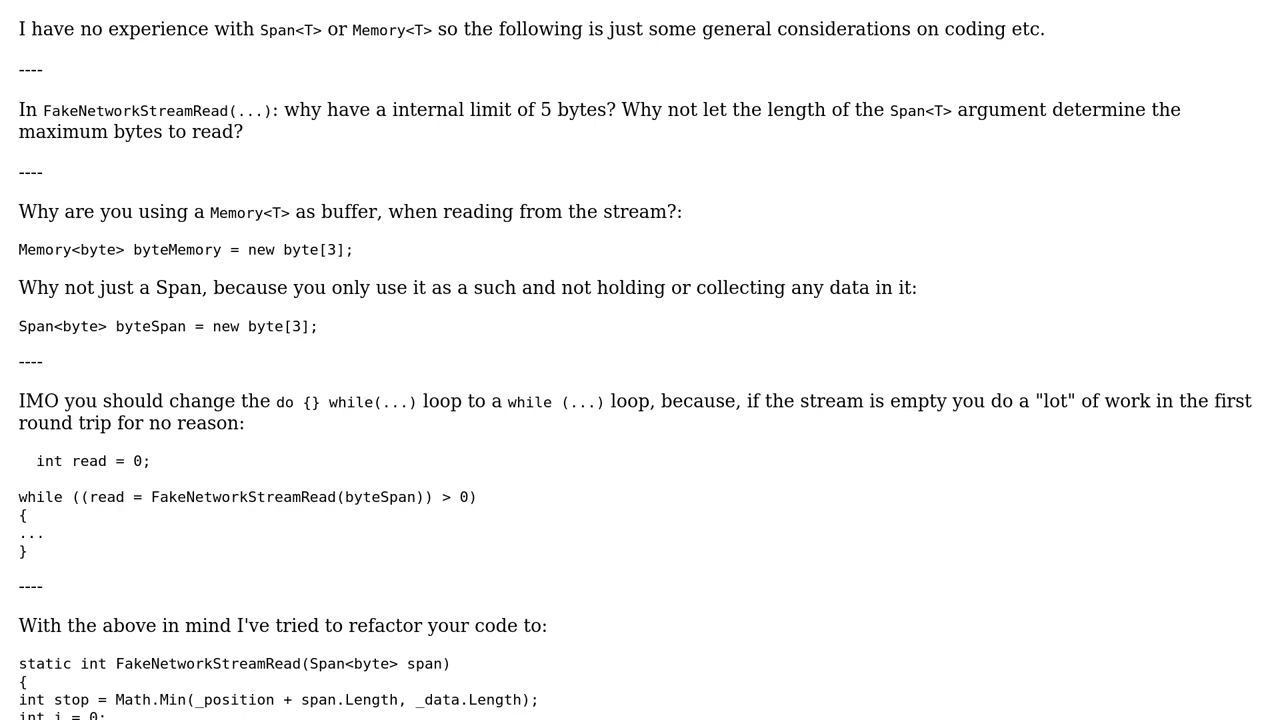 I have no experience with Span<T> or Memory<T> so the following is just some general considerations on coding etc.
----
In FakeNetworkStreamRead(...): why have a internal limit of 5 bytes? Why not let the length of the Span<T> argument determine the
maximum bytes to read?
----
Why are you using a Memory<T> as buffer, when reading from the stream?:
Memory<byte> byteMemory = new byte[3];
Why not just a Span, because you only use it as a such and not holding or collecting any data in it:
Span<byte> byteSpan = new byte[3];
----
IMO you should change the do {} while(...) loop to a while (...) loop, because, if the stream is empty you do a "lot" of work in the first
round trip for no reason:
int read = 0;
while ((read = FakeNetworkStreamRead(byteSpan)) > 0)
{
...
}
----
With the above in mind I've tried to refactor your code to:
static int FakeNetworkStreamRead(Span<byte> span)
{
int stop = Math.Min(_position + span.Length, _data.Length);
int i = 0;